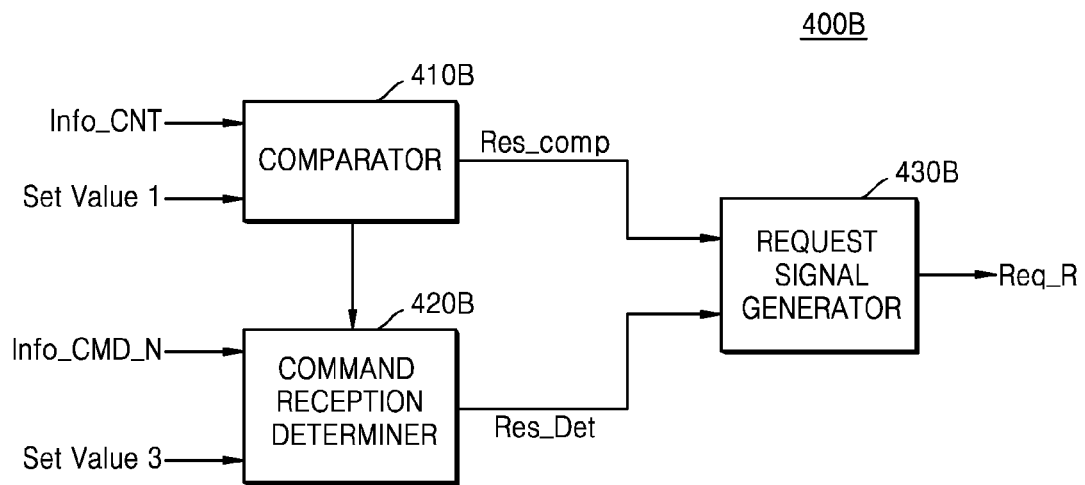 400B
410B
Info_CNT
Set Value 1
COMPARATOR
Res_comp
430B
REQUEST
SIGNAL
GENERATOR
Req_R
420B
Info_CMD_N
Set Value 3
COMMAND
RECEPTION
DETERMINER
Res_Det